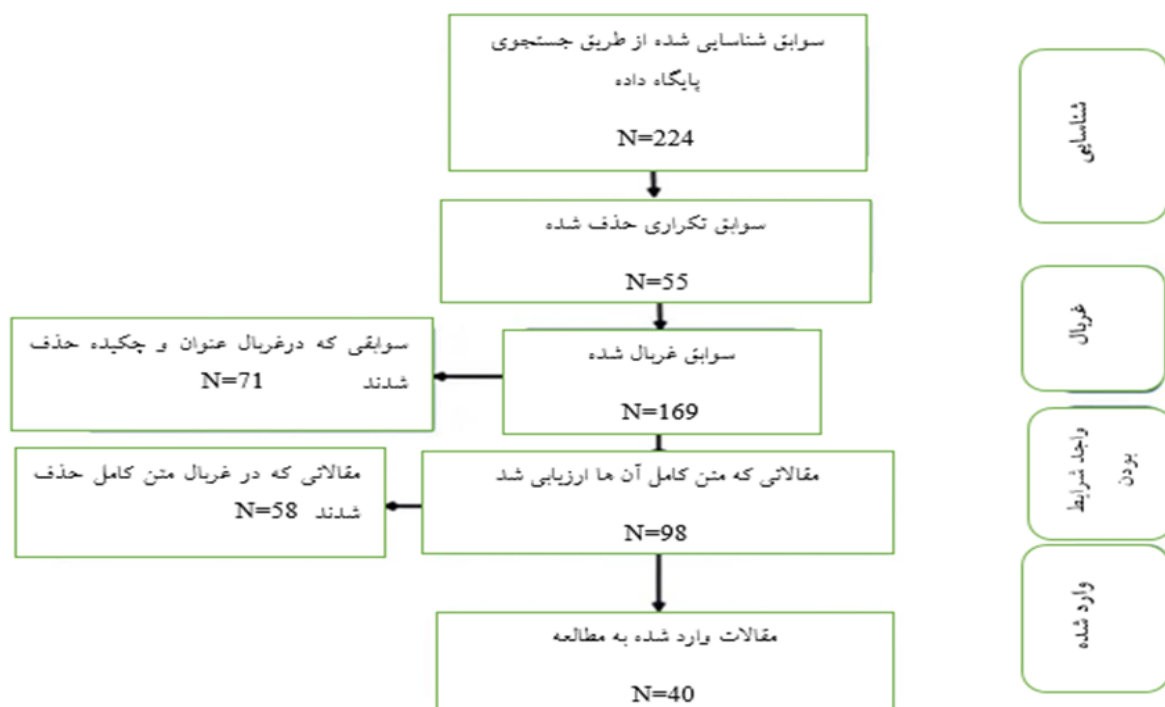 سوابق شناسایی شده از طریق جستجوی
پایگاه داده
N=224
شناسایی
سوابق تکراری حذف شده
N=55
غربال
سوابق غربال شده
N=169
سوابقی که درغربال عنوان و چکیده حذف
شدند N=71
واجد شرایط
بودن
مقالاتی که متن کامل آن ها ارزیابی شد
N=98
مقالاتی که در غربال متن کامل حذف
شدند N=58
وارد شده
مقالات وارد شده به مطالعه
N=40